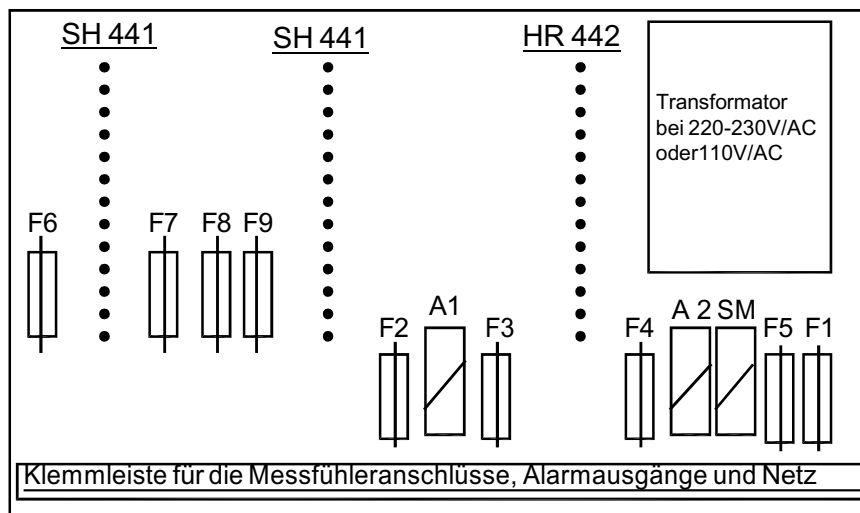 SH 441
SH 441
HR 442
Transformator
bei 220-230V/AC
oder110V/AC
F6
F7
F8
F9
F2
A1
F3
F4
A 2
SM
F5
F1
Klemmleiste für die Messfühleranschlüsse, Alarmausgänge und Netz